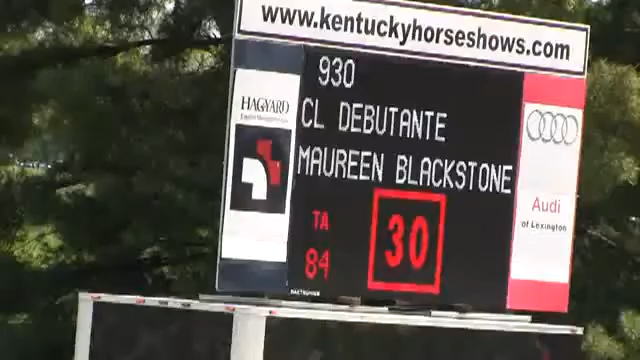 www.kentuckyhorseshows.com
930
HAGYARD
CL DEBUTANTE
MAUREEN BLACKSTONE
TA
84
30
Audi
of Lexington